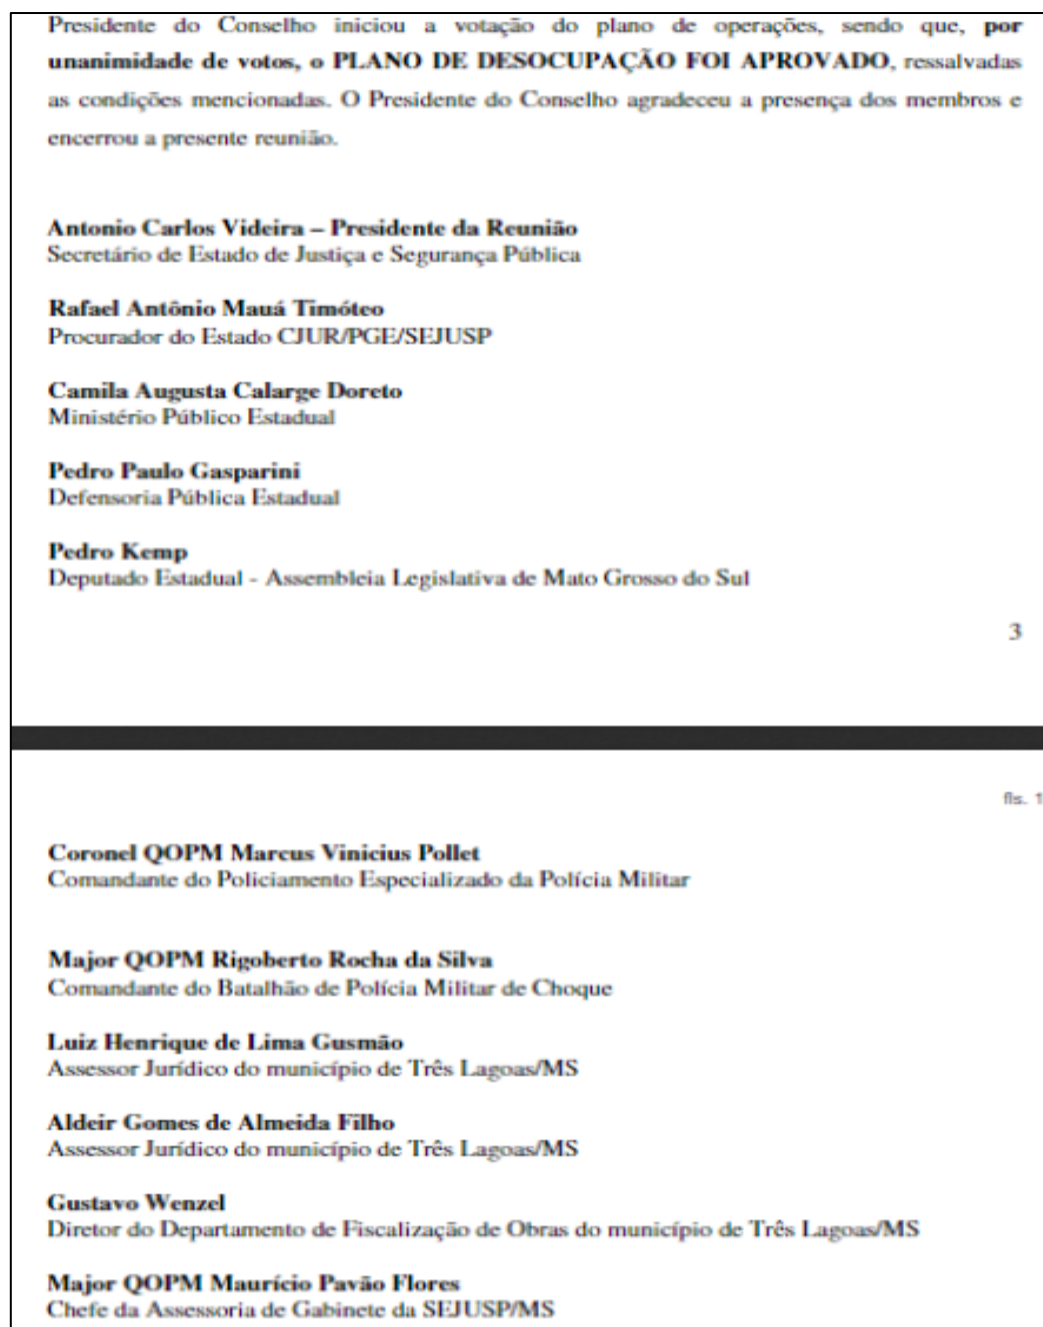 Presidente do Conselho iniciou a votação do plano de operações, sendo que, por
unanimidade de votos, o PLANO DE DESOCUPAÇÃO FOI APROVADO, ressalvadas
as condições mencionadas. O Presidente do Conselho agradeceu a presença dos membros e
encerrou a presente reunião.
Antonio Carlos Videira – Presidente da Reunião
Secretário de Estado de Justiça e Segurança Pública
Rafael Antônio Mauá Timóteo
Procurador do Estado CJUR/PGE/SEJUSP
Camila Augusta Calarge Doreto
Ministério Público Estadual
Pedro Paulo Gasparini
Defensoria Pública Estadual
Pedro Kemp
Deputado Estadual - Assembleia Legislativa de Mato Grosso do Sul
3
fls. 1
Coronel QOPM Marcus Vinicius Pollet
Comandante do Policiamento Especializado da Polícia Militar
Major QOPM Rigoberto Rocha da Silva
Comandante do Batalhão de Polícia Militar de Choque
Luiz Henrique de Lima Gusmão
Assessor Jurídico do município de Três Lagoas/MS
Aldeir Gomes de Almeida Filho
Assessor Jurídico do município de Três Lagoas/MS
Gustavo Wenzel
Diretor do Departamento de Fiscalização de Obras do município de Três Lagoas/MS
Major QOPM Maurício Pavão Flores
Chefe da Assessoria de Gabinete da SEJUSP/MS